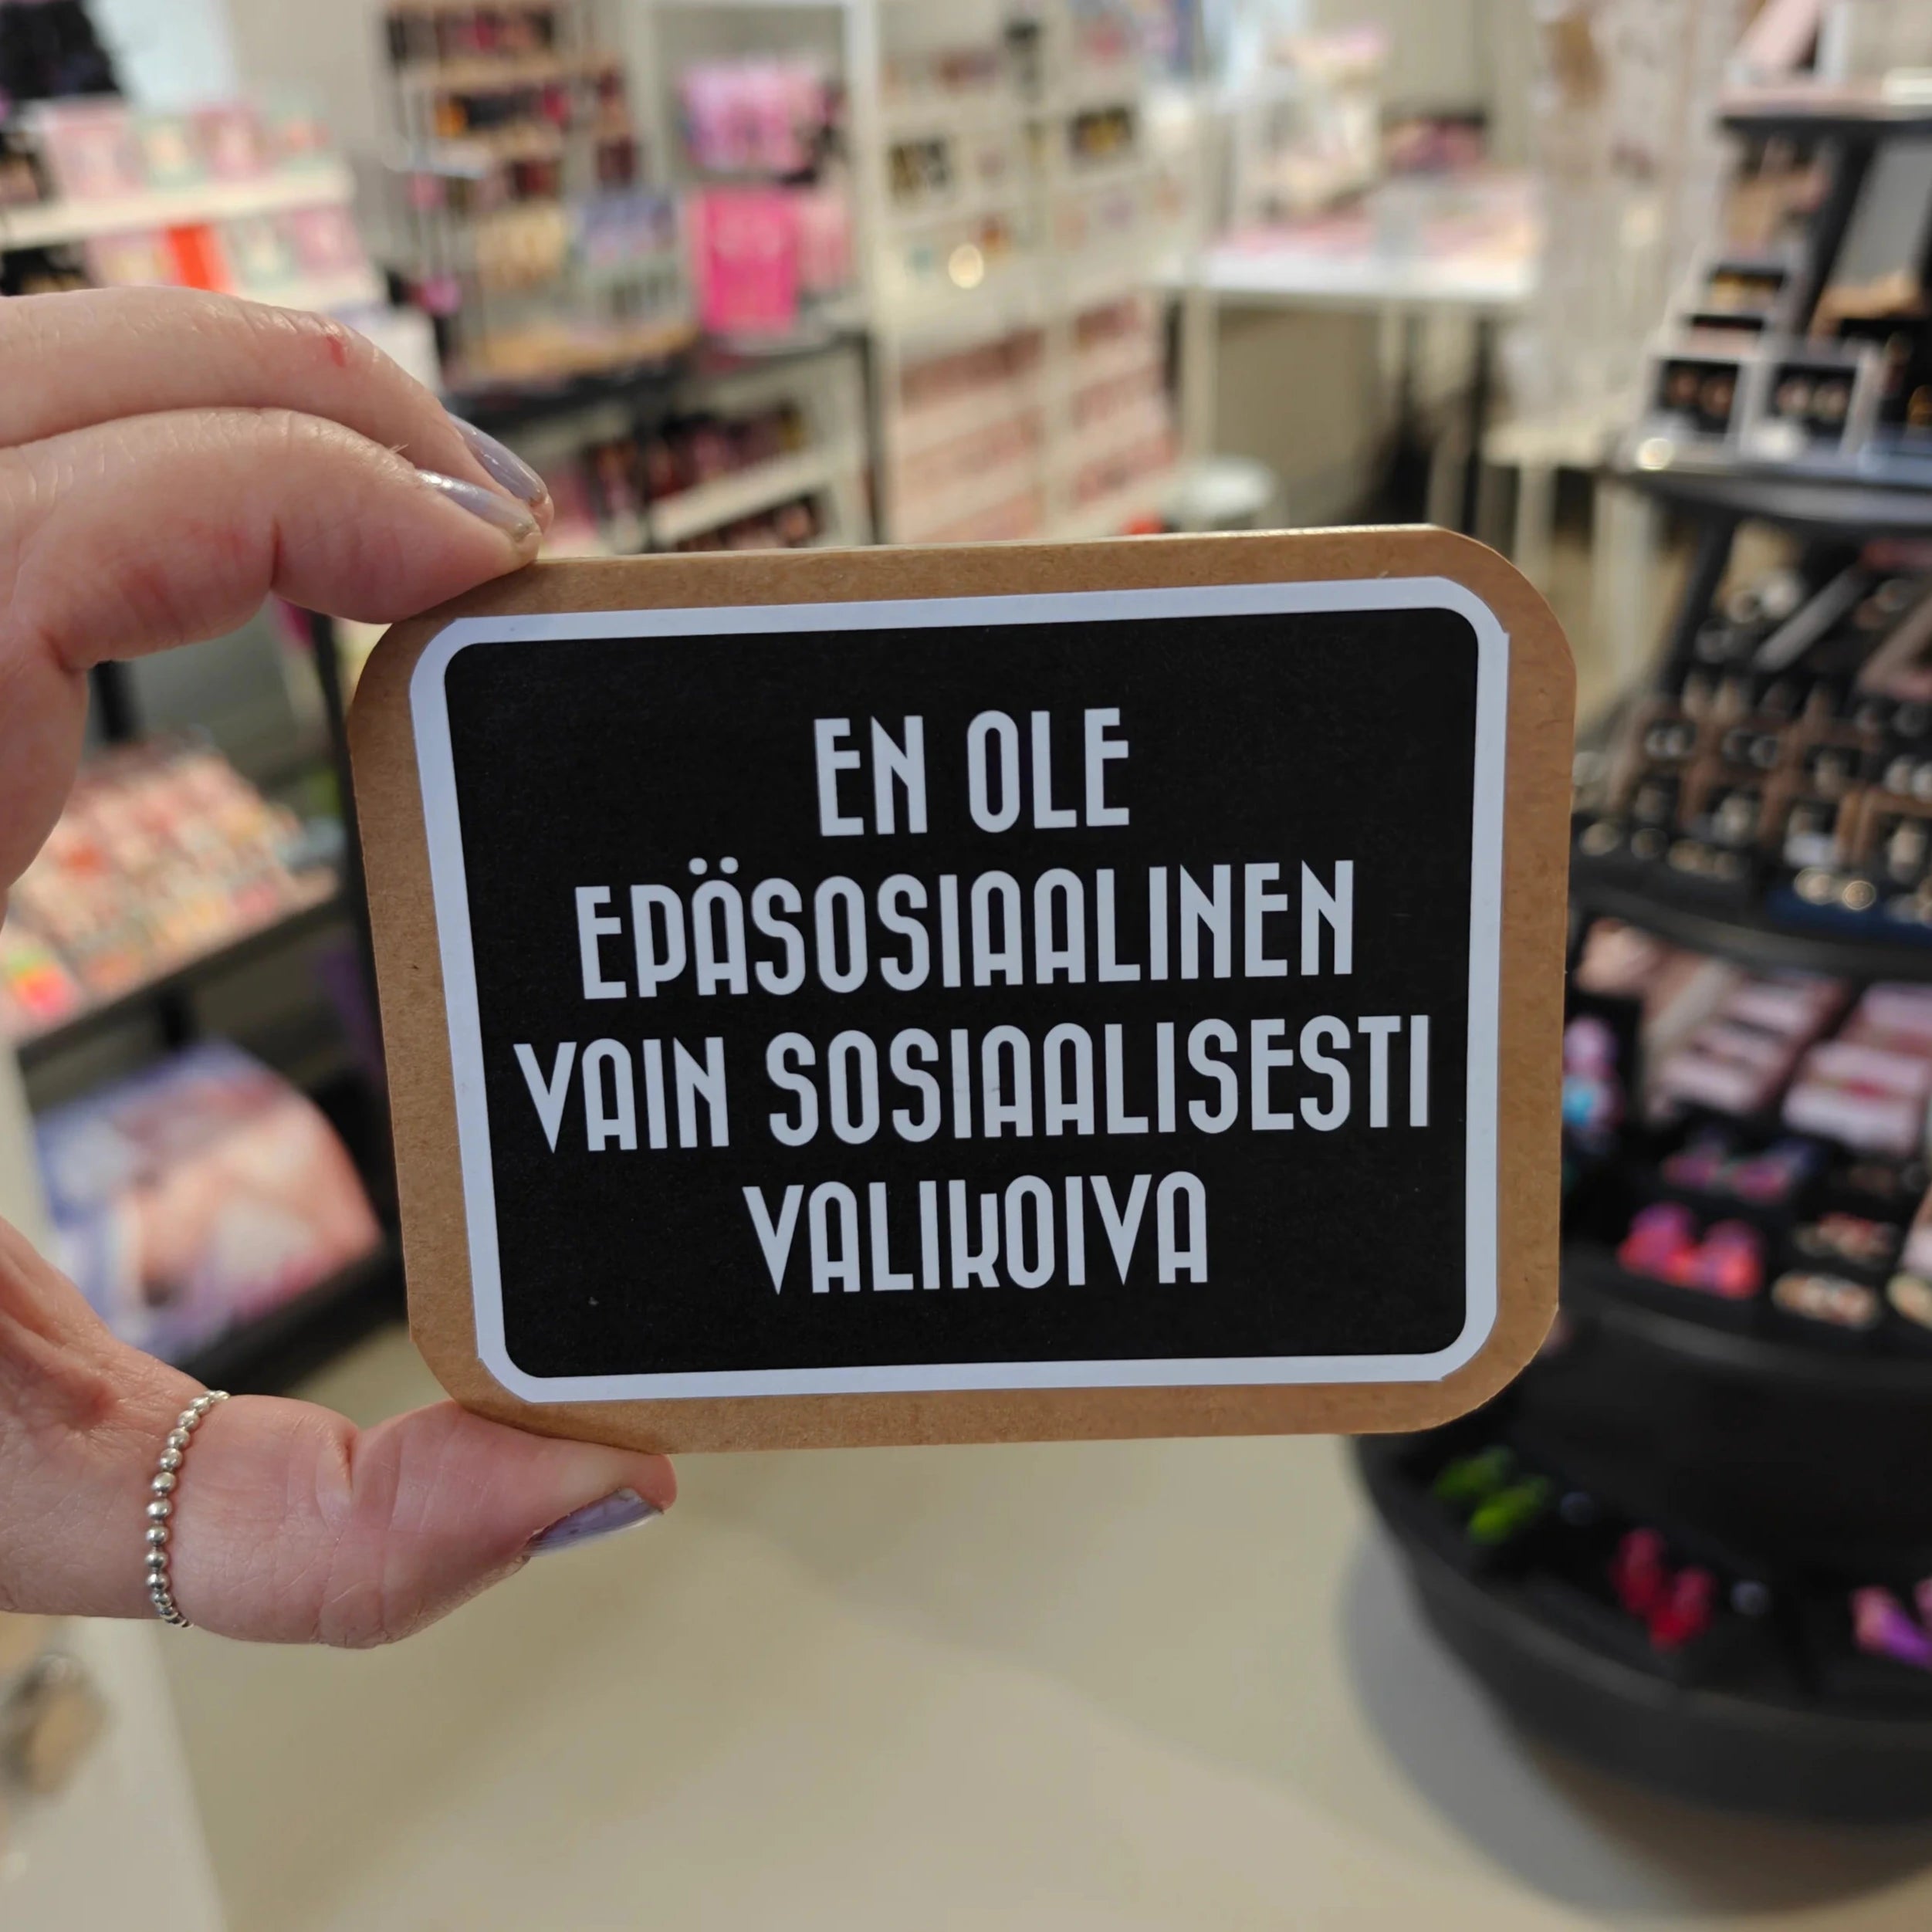 EN OLE
EPÄSOSIAALINEN
VAIN SOSIAALISESTI
VALIKOIVA